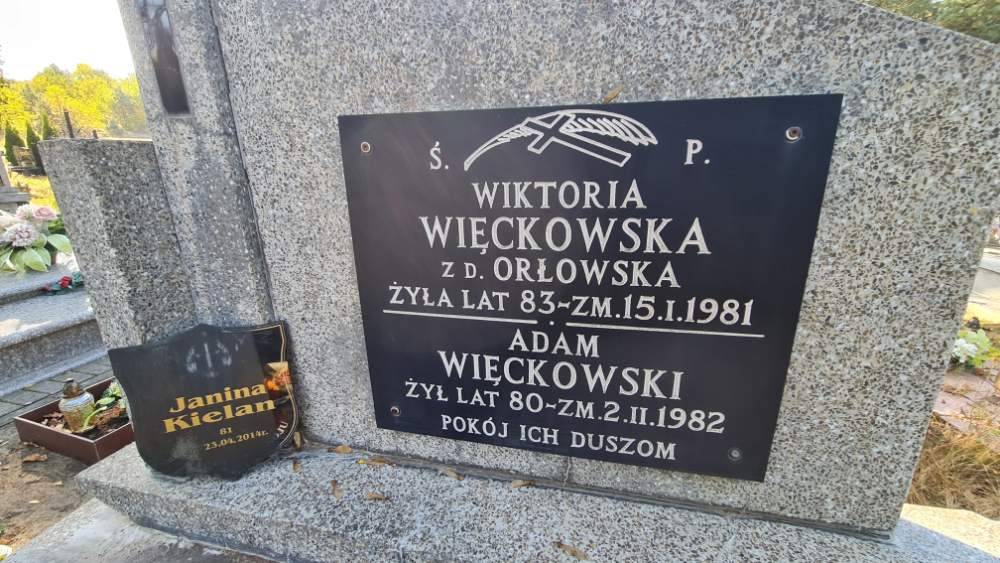 Ś. P.
WIKTORIA
WIĘCKOWSKA
Z D. ORŁOWSKA
ŻYŁA LAT 83~ZM.15.I.1981
ADAM
WIĘCKOWSKI
ŻYŁ LAT 80~ZM.2.II.1982
POKÓJ ICH DUSZOM
Janina
Kielan
81
23.04.2014r.